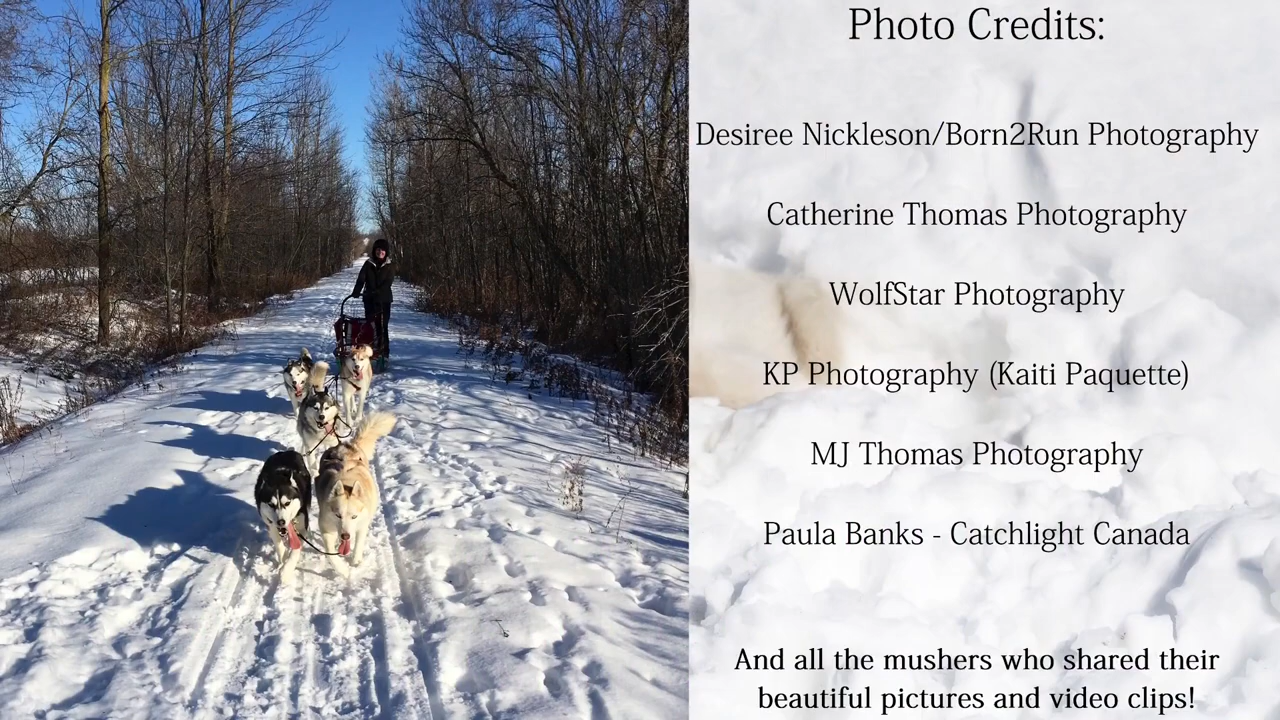 Photo Credits:
Desiree Nickleson/Born2Run Photography
Catherine Thomas Photography
WolfStar Photography
KP Photography (Kaiti Paquette)
MJ Thomas Photography
Paula Banks - Catchlight Canada
And all the mushers who shared their
beautiful pictures and video clips!